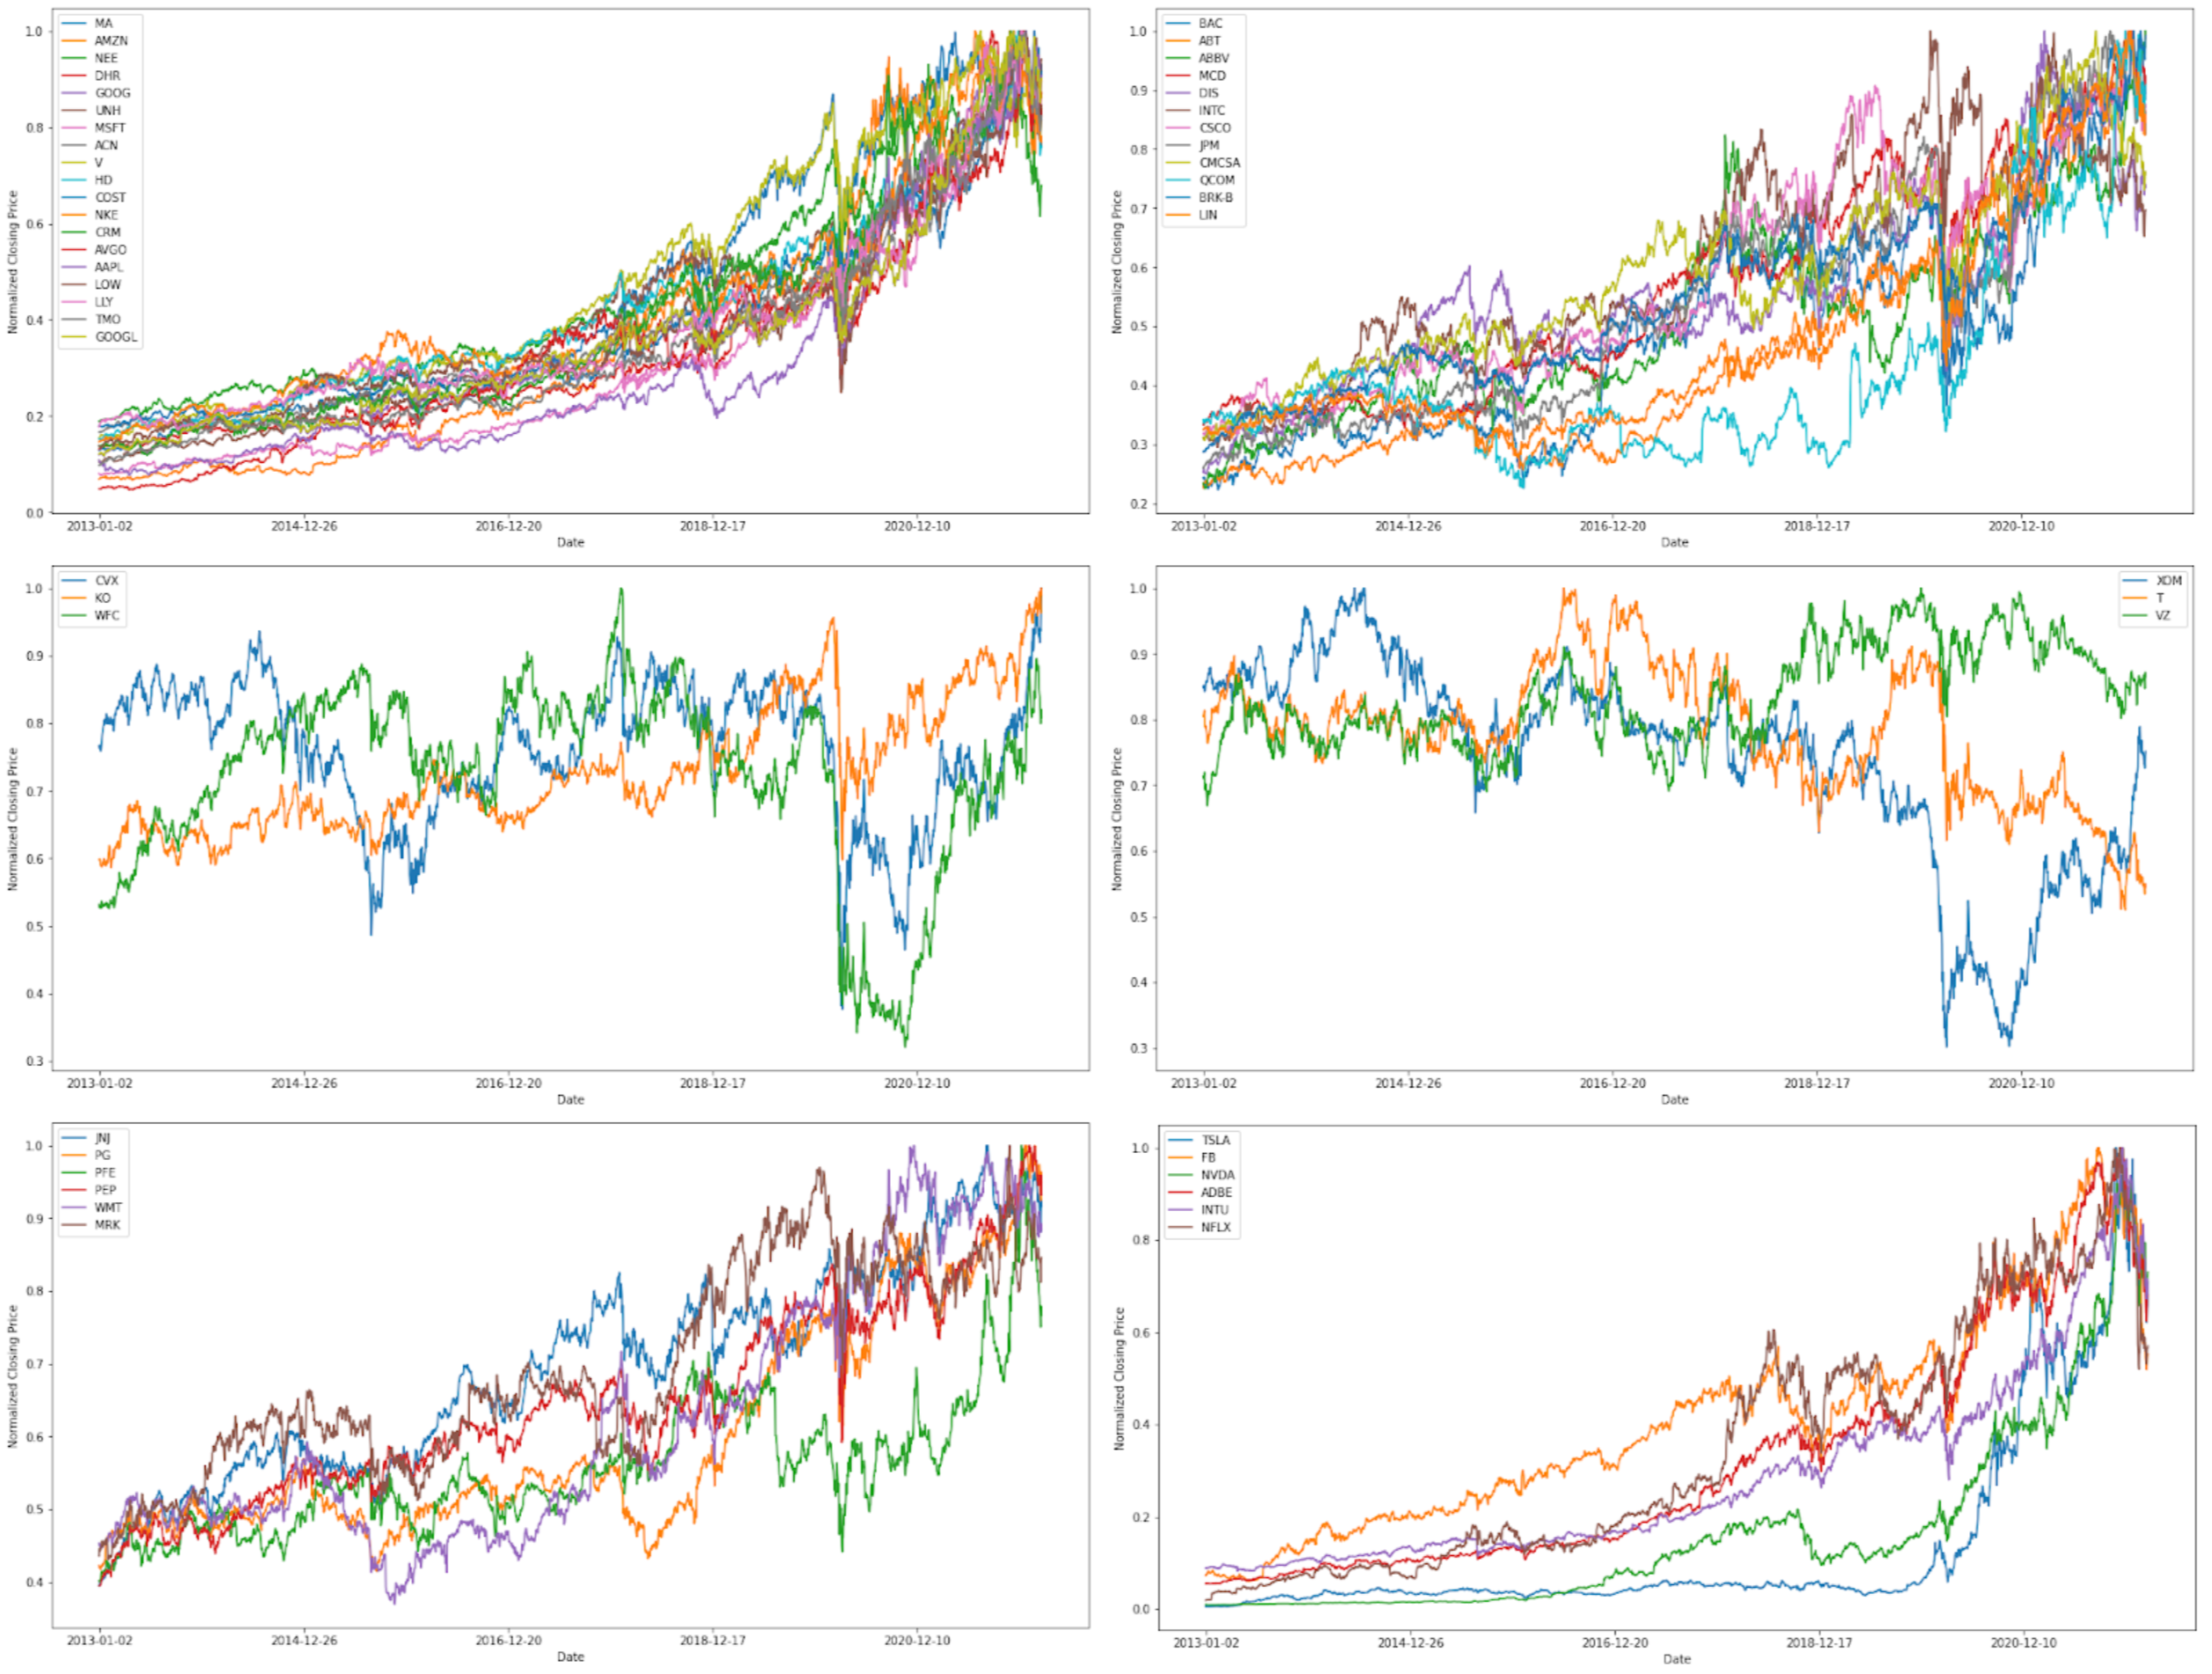 MA
AMZN
NEE
DHR
GOOG
UNH
MSFT
ACN
V
HD
COST
NKE
CRM
AVGO
AAPL
LOW
LLY
TMO
GOOGL
1.0
0.8
0.6
0.4
0.2
0.0
Normalized Closing Price
2013-01-02 2014-12-26 2016-12-20 2018-12-17 2020-12-10
Date
BAC
ABT
ABBV
MCD
DIS
INTC
CSCO
JPM
CMCSA
QCOM
BRK-B
LIN
1.0
0.9
0.8
0.7
0.6
0.5
0.4
0.3
0.2
Normalized Closing Price
2013-01-02 2014-12-26 2016-12-20 2018-12-17 2020-12-10
Date
CVX
KO
WFC
1.0
0.9
0.8
0.7
0.6
0.5
0.4
0.3
Normalized Closing Price
2013-01-02 2014-12-26 2016-12-20 2018-12-17 2020-12-10
Date
XOM
T
VZ
1.0
0.9
0.8
0.7
0.6
0.5
0.4
0.3
Normalized Closing Price
2013-01-02 2014-12-26 2016-12-20 2018-12-17 2020-12-10
Date
JNJ
PG
PFE
PEP
WMT
MRK
1.0
0.9
0.8
0.7
0.6
0.5
0.4
Normalized Closing Price
2013-01-02 2014-12-26 2016-12-20 2018-12-17 2020-12-10
Date
TSLA
FB
NVDA
ADBE
INTU
NFLX
1.0
0.8
0.6
0.4
0.2
0.0
Normalized Closing Price
2013-01-02 2014-12-26 2016-12-20 2018-12-17 2020-12-10
Date